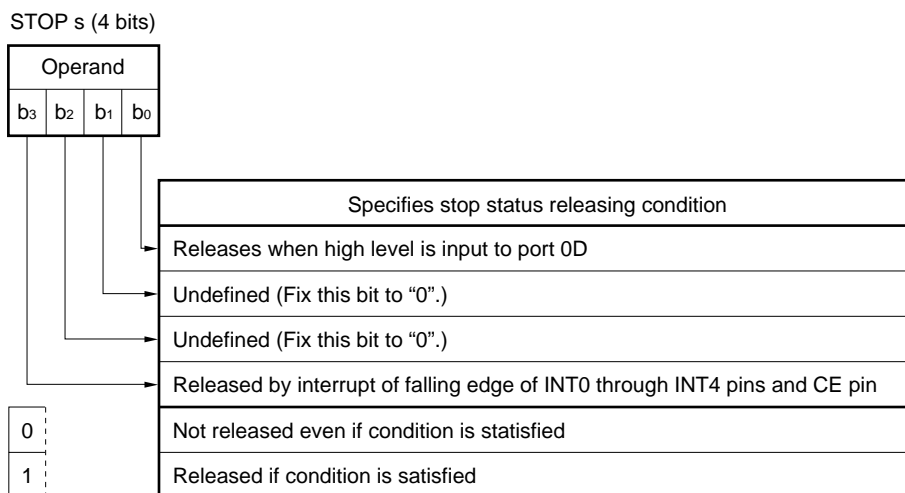 STOP s (4 bits)
Operand
b3 b2 b1 b0
Specifies stop status releasing condition
Releases when high level is input to port 0D
Undefined (Fix this bit to “0”.)
Undefined (Fix this bit to “0”.)
Released by interrupt of falling edge of INT0 through INT4 pins and CE pin
0 Not released even if condition is statisfied
1 Released if condition is satisfied